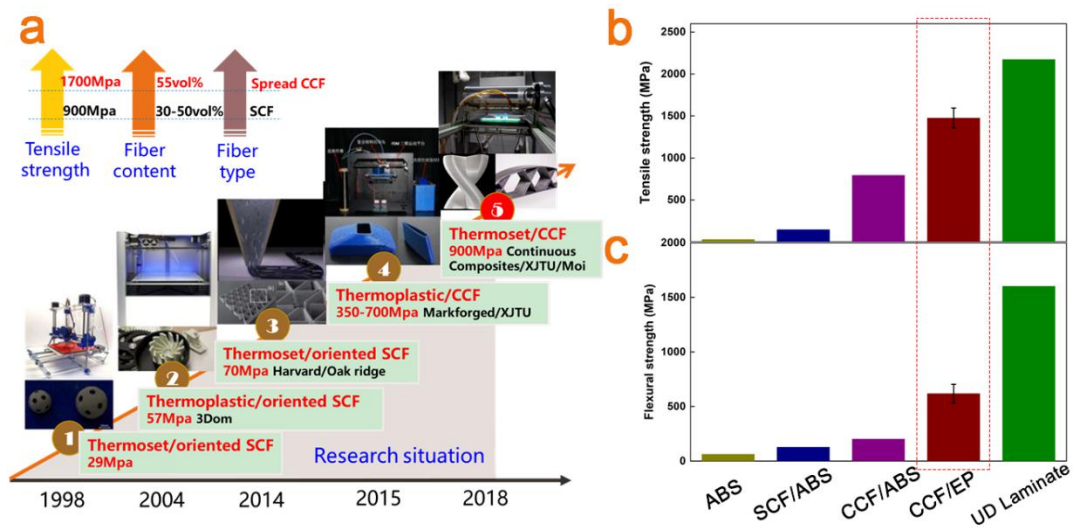 a
1700Mpa
55vol%
Spread CCF
900Mpa
30-50vol%
SCF
Tensile
strength
Fiber
content
Fiber
type
5
Thermoset/CCF
900Mpa Continuous
Composites/XJTU/Moi
4
Thermoplastic/CCF
350-700Mpa Markforged/XJTU
3
Thermoset/oriented SCF
70Mpa Harvard/Oak ridge
2
Thermoplastic/oriented SCF
57Mpa 3Dom
1
Thermoset/oriented SCF
29Mpa
Research situation
1998
2004
2014
2015
2018
b
Tensile strength (MPa)
2500
2000
1500
1000
500
c
Flexural strength (MPa)
2000
1500
1000
500
0
ABS
SCF/ABS
CCF/ABS
CCF/EP
UD Laminate